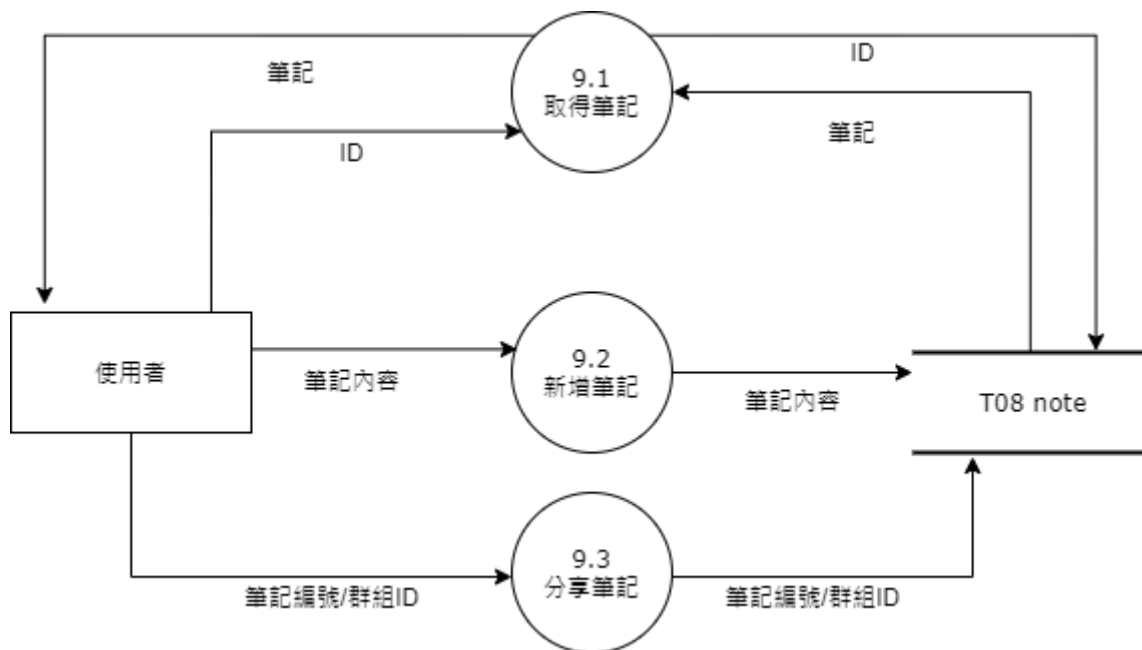 筆記
9.1
取得筆記
ID
ID
筆記
使用者
筆記內容
9.2
新增筆記
筆記內容
T08 note
9.3
分享筆記
筆記編號/群組ID
筆記編號/群組ID